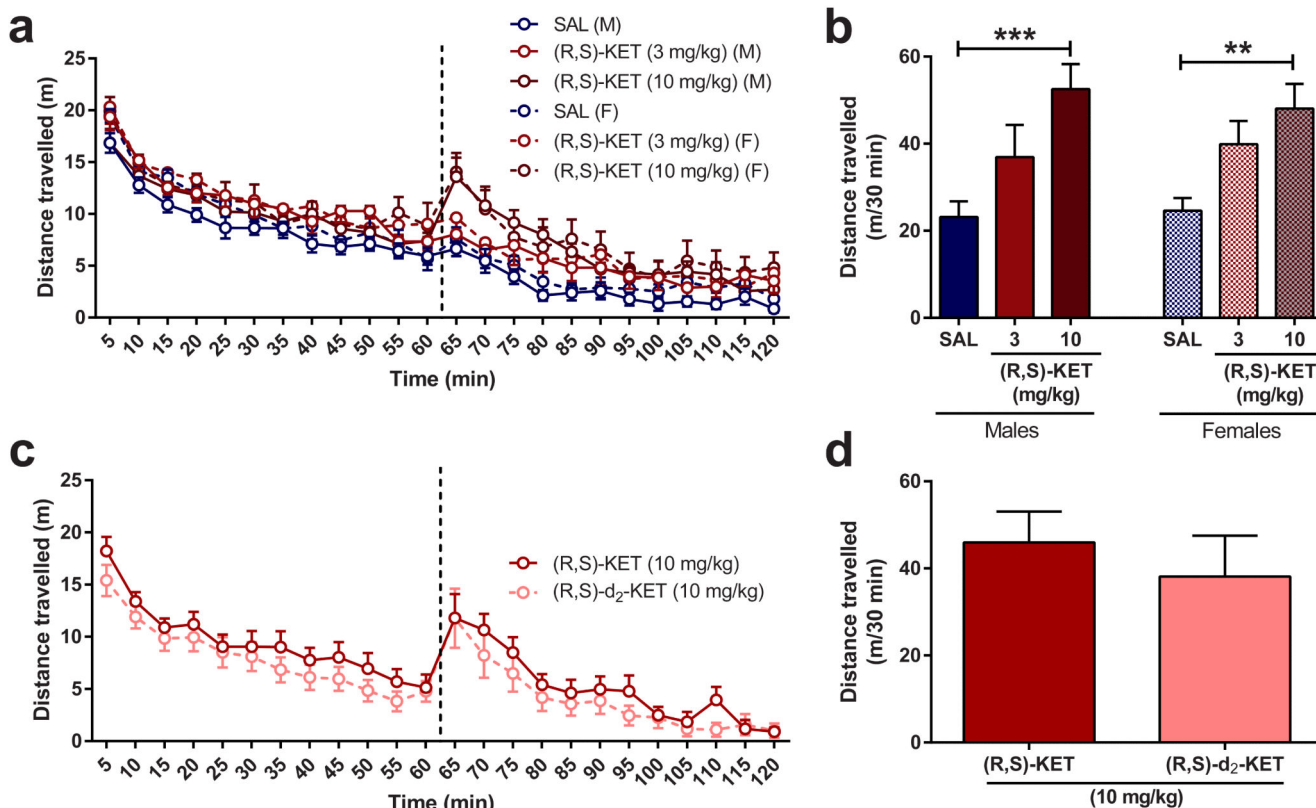 a
SAL (M)
(R,S)-KET (3 mg/kg) (M)
(R,S)-KET (10 mg/kg) (M)
SAL (F)
(R,S)-KET (3 mg/kg) (F)
(R,S)-KET (10 mg/kg) (F)
Distance travelled (m)
25
20
15
10
5
0
5 10 15 20 25 30 35 40 45 50 55 60 65 70 75 80 85 90 95 100 105 110 115 120
Time (min)
b
Distance travelled
(m/30 min)
60
40
20
0
*** **
SAL 3 10 SAL 3 10
(R,S)-KET (R,S)-KET
(mg/kg) (mg/kg)
Males Females
c
Distance travelled (m)
25
20
15
10
5
0
(R,S)-KET (10 mg/kg)
(R,S)-d₂-KET (10 mg/kg)
5 10 15 20 25 30 35 40 45 50 55 60 65 70 75 80 85 90 95 100 105 110 115 120
Time (min)
d
Distance travelled
(m/30 min)
60
40
20
0
(R,S)-KET (R,S)-d₂-KET
(10 mg/kg)